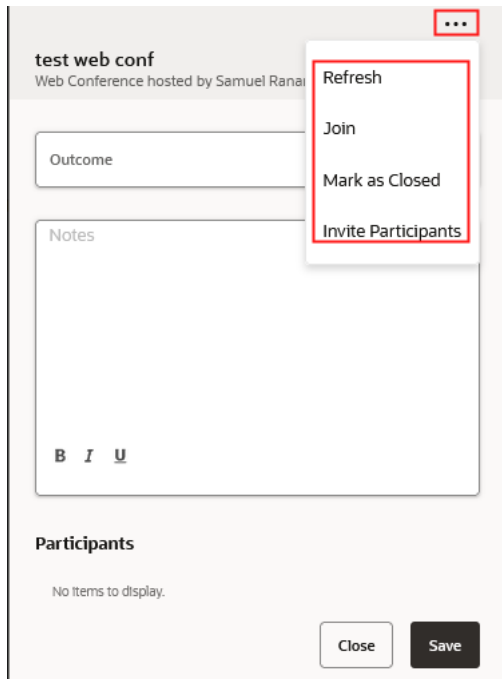 ...
test web conf
Web Conference hosted by Samuel
Refresh
Join
Mark as Closed
Invite Participants
Outcome
Notes
B I U
Participants
No items to display.
Close Save